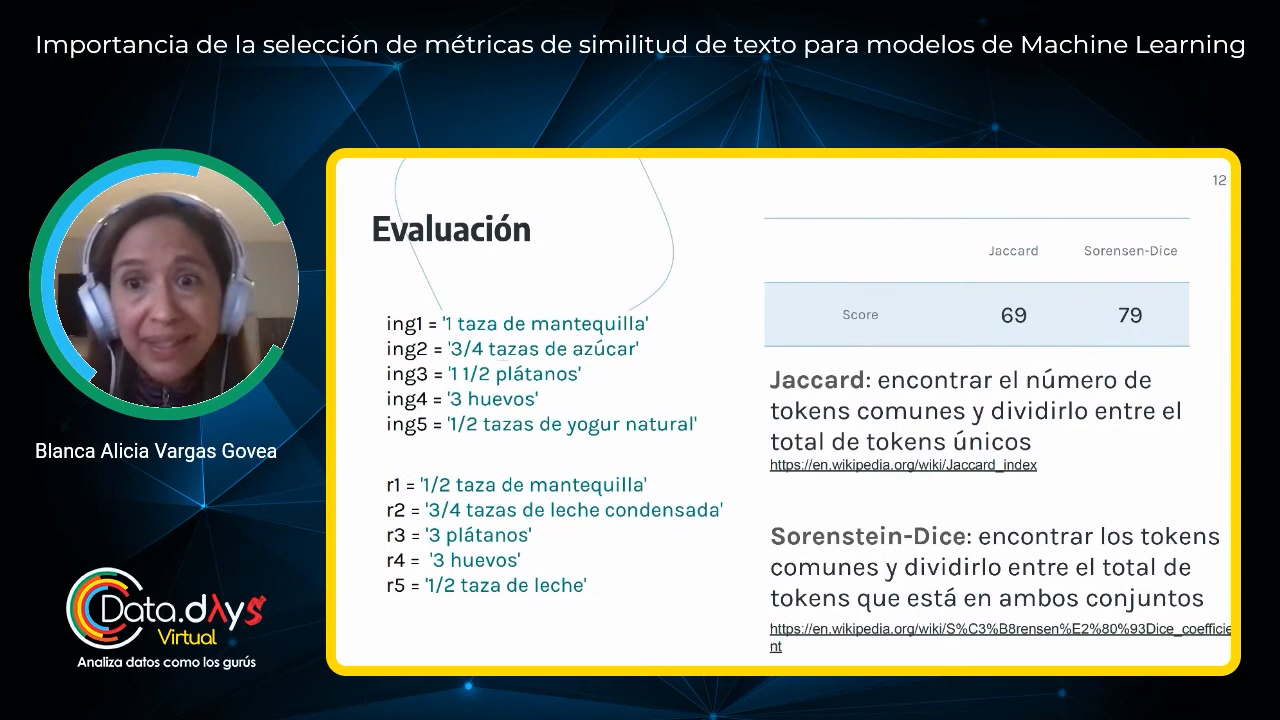 Importancia de la selección de métricas de similitud de texto para modelos de Machine Learning
Blanca Alicia Vargas Govea
Data.dAys
Virtual
Analiza datos como los gurús
12
Evaluación
ing1 = '1 taza de mantequilla'
ing2 = '3/4 tazas de azúcar'
ing3 = '1 1/2 plátanos'
ing4 = '3 huevos'
ing5 = '1/2 tazas de yogur natural'
r1 = '1/2 taza de mantequilla'
r2 = '3/4 tazas de leche condensada'
r3 = '3 plátanos'
r4 = '3 huevos'
r5 = '1/2 taza de leche'
Jaccard Sorensen-Dice
Score 69 79
Jaccard: encontrar el número de
tokens comunes y dividirlo entre el
total de tokens únicos
https://en.wikipedia.org/wiki/Jaccard_index
Sorenstein-Dice: encontrar los tokens
comunes y dividirlo entre el total de
tokens que está en ambos conjuntos
https://en.wikipedia.org/wiki/S%C3%B8rensen%E2%80%93Dice_coefficie
nt